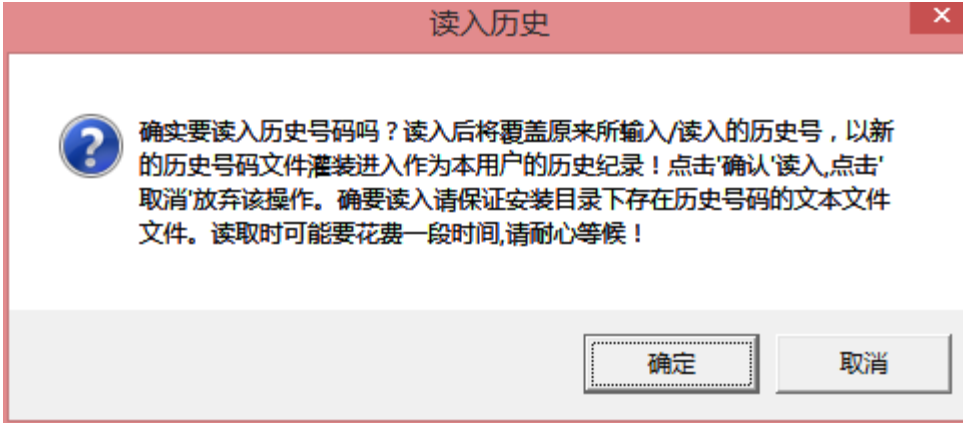 读入历史
确实要读入历史号码吗？读入后将覆盖原来所输入/读入的历史号，以新
的历史号码文件灌装进入作为本用户的历史纪录！点击'确认'读入,点击'
取消'放弃该操作。确要读入请保证安装目录下存在历史号码的文本文件
文件。读取时可能要花费一段时间,请耐心等候！
确定
取消